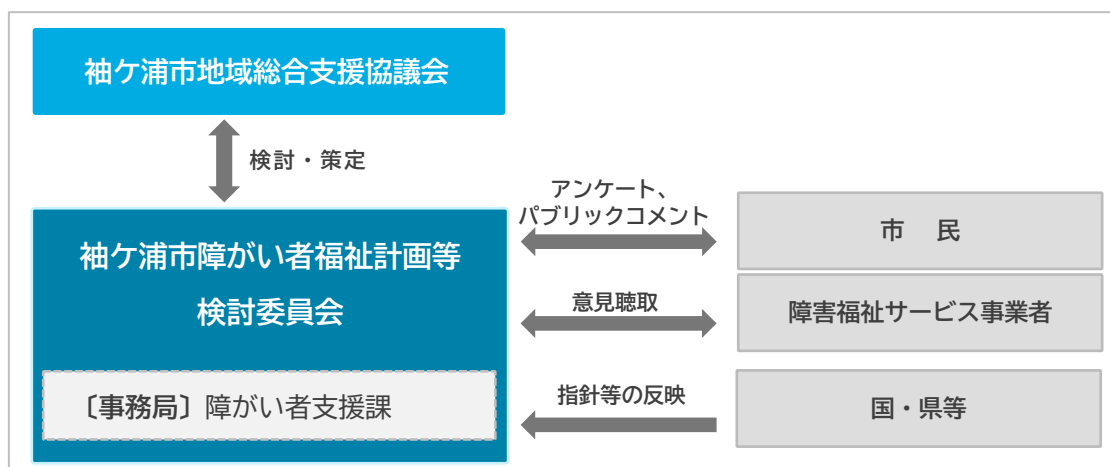 袖ケ浦市地域総合支援協議会
検討・策定
袖ケ浦市障がい者福祉計画等
検討委員会
〔事務局〕障がい者支援課
アンケート、
パブリックコメント
市　民
意見聴取
障害福祉サービス事業者
指針等の反映
国・県等